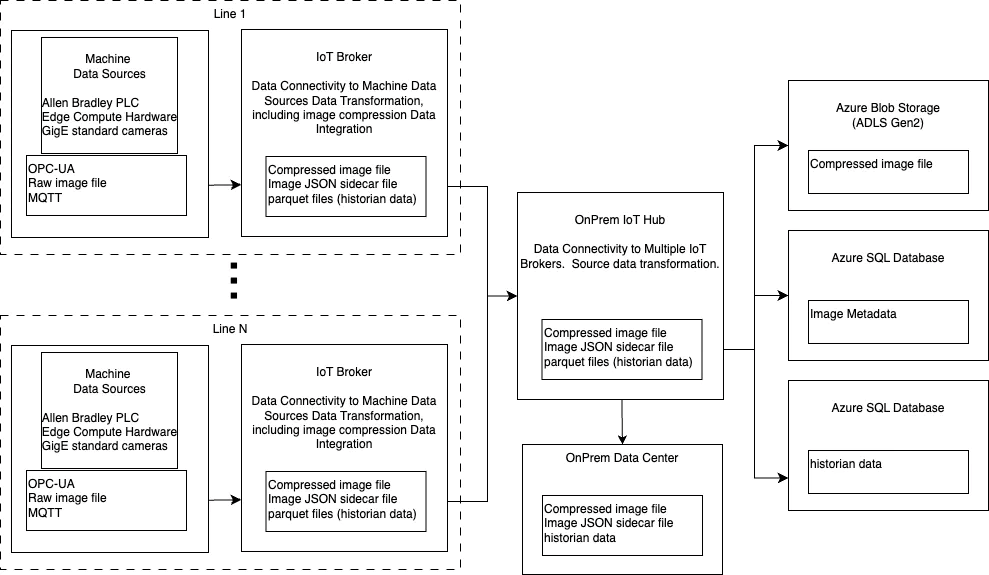 Line 1
Machine
Data Sources
Allen Bradley PLC
Edge Compute Hardware
GigE standard cameras
OPC-UA
Raw image file
MQTT
IoT Broker
Data Connectivity to Machine Data
Sources Data Transformation,
including image compression Data
Integration
Compressed image file
Image JSON sidecar file
parquet files (historian data)
Line N
Machine
Data Sources
Allen Bradley PLC
Edge Compute Hardware
GigE standard cameras
OPC-UA
Raw image file
MQTT
IoT Broker
Data Connectivity to Machine Data
Sources Data Transformation,
including image compression Data
Integration
Compressed image file
Image JSON sidecar file
parquet files (historian data)
OnPrem IoT Hub
Data Connectivity to Multiple IoT
Brokers.  Source data transformation.
Compressed image file
Image JSON sidecar file
parquet files (historian data)
OnPrem Data Center
Compressed image file
Image JSON sidecar file
historian data
Azure Blob Storage
(ADLS Gen2)
Compressed image file
Azure SQL Database
Image Metadata
Azure SQL Database
historian data